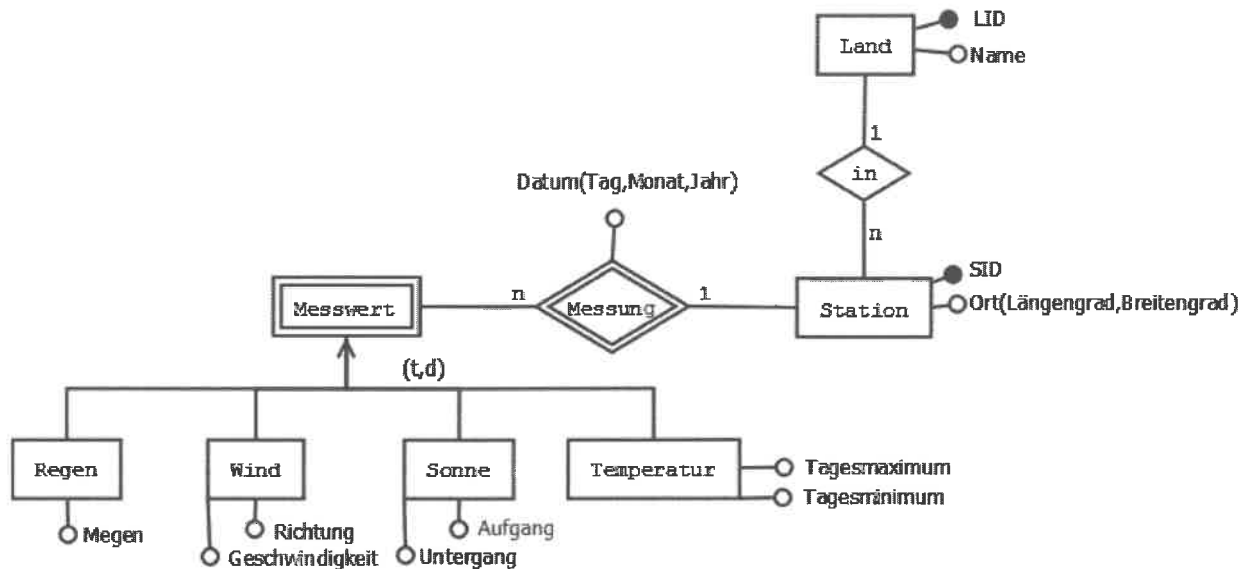 LID
Land
Name
1
in
Datum(Tag,Monat,Jahr)
n
SID
Messwert
n
Messung
1
Station
Ort(Längengrad,Breitengrad)
(t,d)
Regen
Wind
Sonne
Temperatur
Tagesmaximum
Tagesminimum
Megen
Richtung
Aufgang
Geschwindigkeit
Untergang